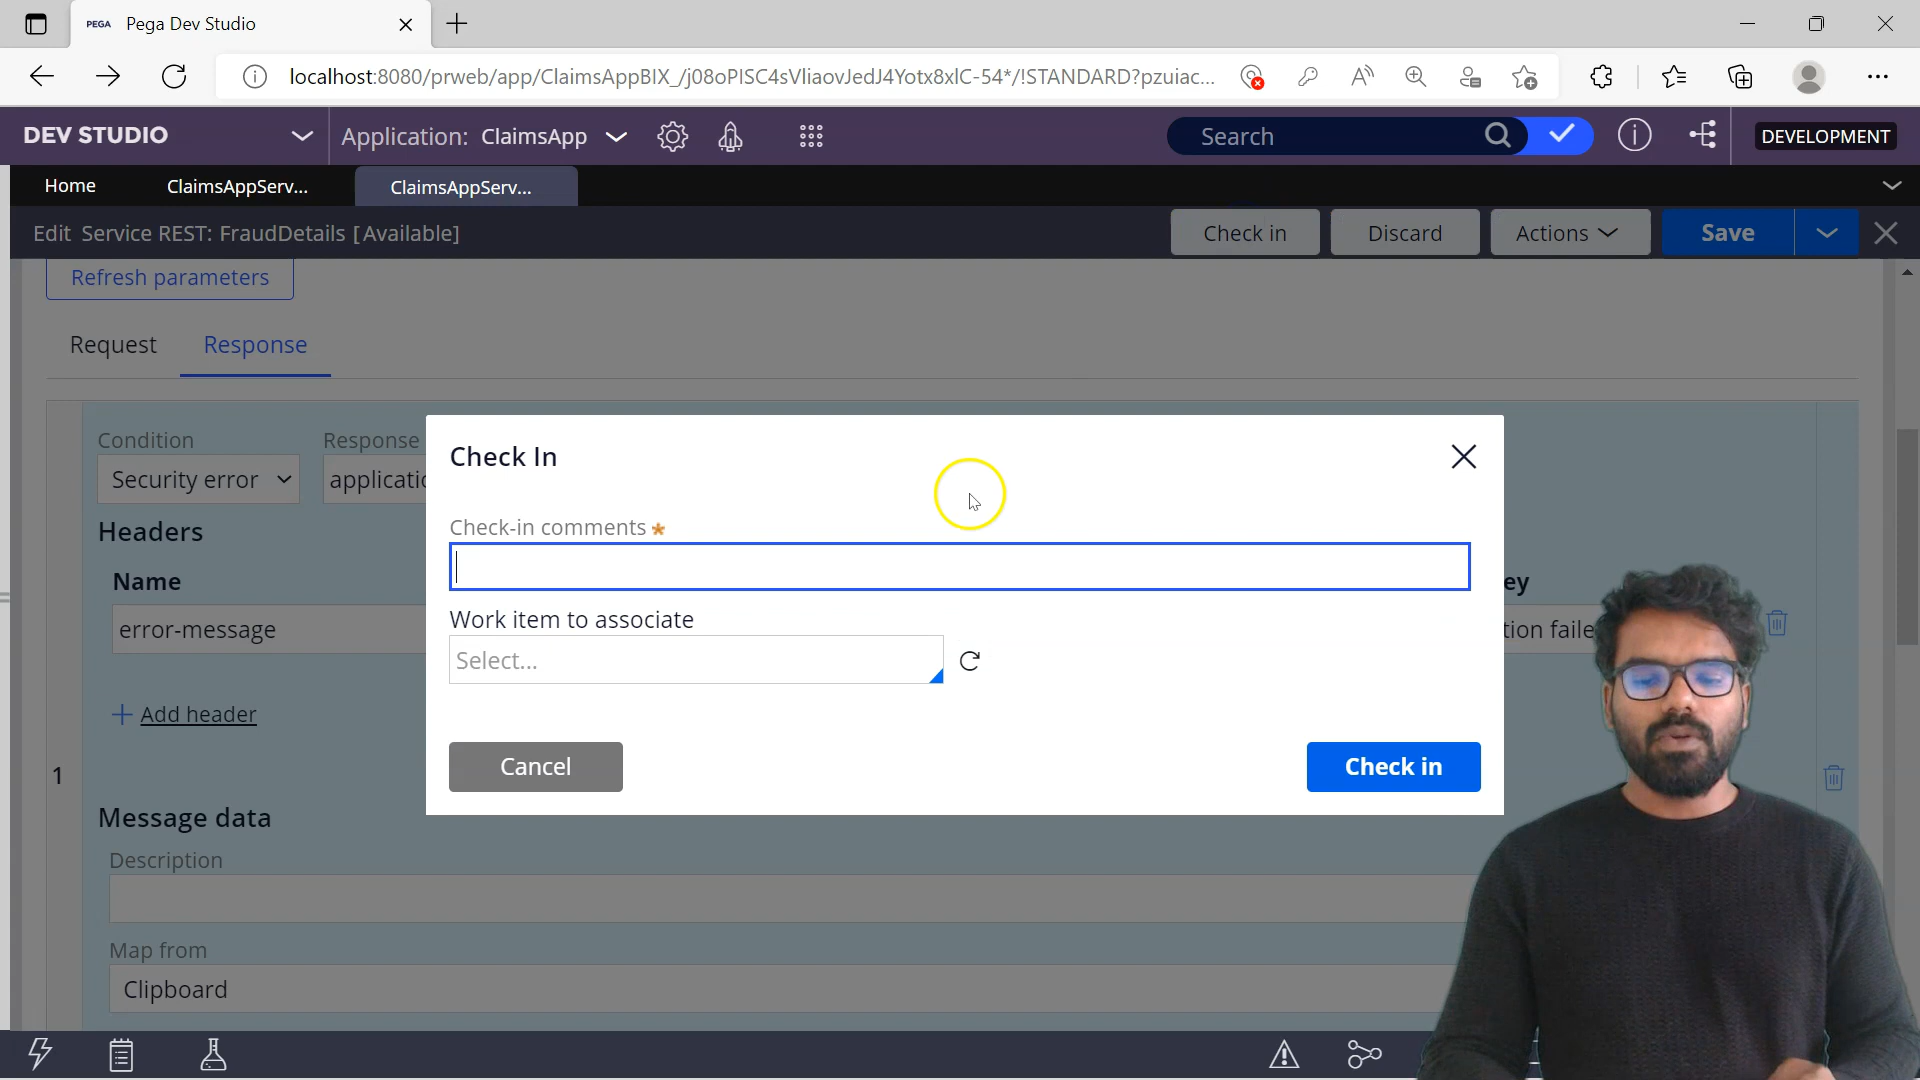 PEGA Pega Dev Studio
localhost:8080/prweb/app/ClaimsAppBIX_/j08oPISC4sVliaovJedJ4Yotx8xlC-54*/!STANDARD?pzuiac...
DEV STUDIO Application: ClaimsApp Search DEVELOPMENT
Home ClaimsAppServ... ClaimsAppServ...
Edit Service REST: FraudDetails [Available] Check in Discard Actions Save
Refresh parameters
Request Response
Condition Response
Security error applicatio
Headers
Name ey
error-message tion faile
Add header
1
Message data
Description
Map from
Clipboard
Check In
Check-in comments *
Work item to associate
Select...
Cancel Check in